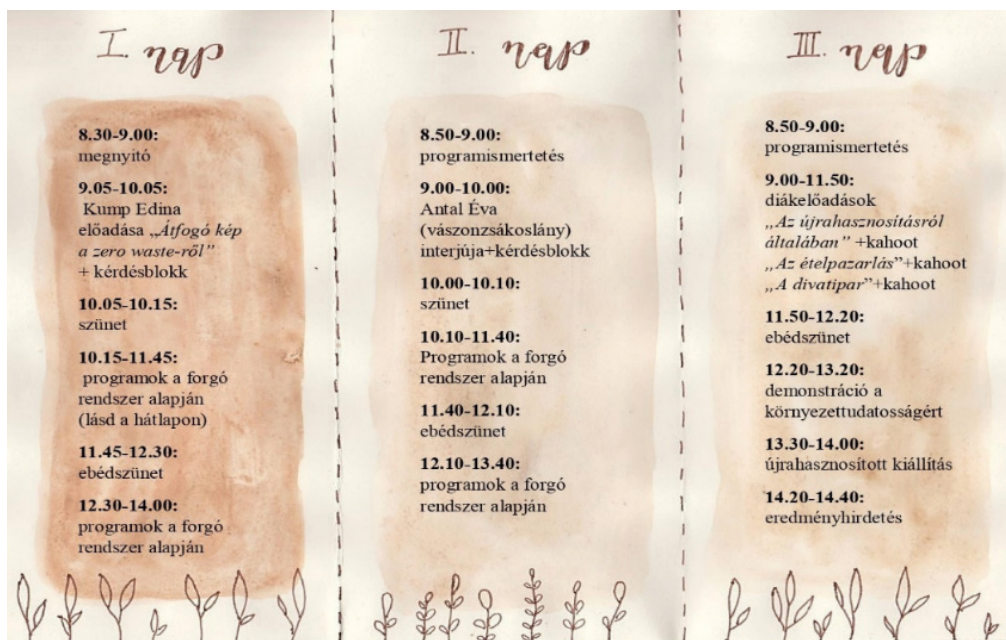 I. nap
8.30-9.00:
megnyitó
9.05-10.05:
Kump Edina
előadása „Átfogó kép
a zero waste-ről”
+ kérdésblokk
10.05-10.15:
szünet
10.15-11.45:
programok a forgó
rendszer alapján
(lásd a hátlapon)
11.45-12.30:
ebédszünet
12.30-14.00:
programok a forgó
rendszer alapján
II. nap
8.50-9.00:
programismertetés
9.00-10.00:
Antal Éva
(vászonzsákoslány)
interjúja+kérdésblokk
10.00-10.10:
szünet
10.10-11.40:
Programok a forgó
rendszer alapján
11.40-12.10:
ebédszünet
12.10-13.40:
programok a forgó
rendszer alapján
III. nap
8.50-9.00:
programismertetés
9.00-11.50:
diákelőadások
„Az újrahasznosításról
általában” +kahoot
„Az ételpazarlás”+kahoot
„A divatipar”+kahoot
11.50-12.20:
ebédszünet
12.20-13.20:
demonstráció a
környezettudatosságért
13.30-14.00:
újrahasznosított kiállítás
14.20-14.40:
eredményhirdetés